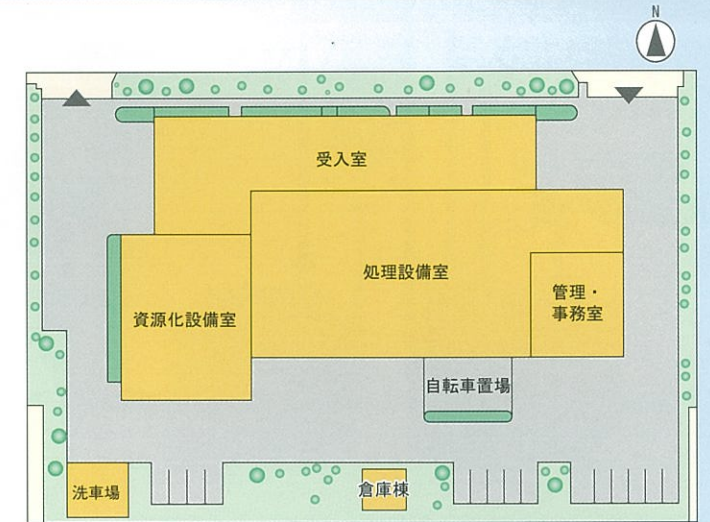 N
受入室
処理設備室
管理・
事務室
資源化設備室
自転車置場
洗車場
倉庫棟